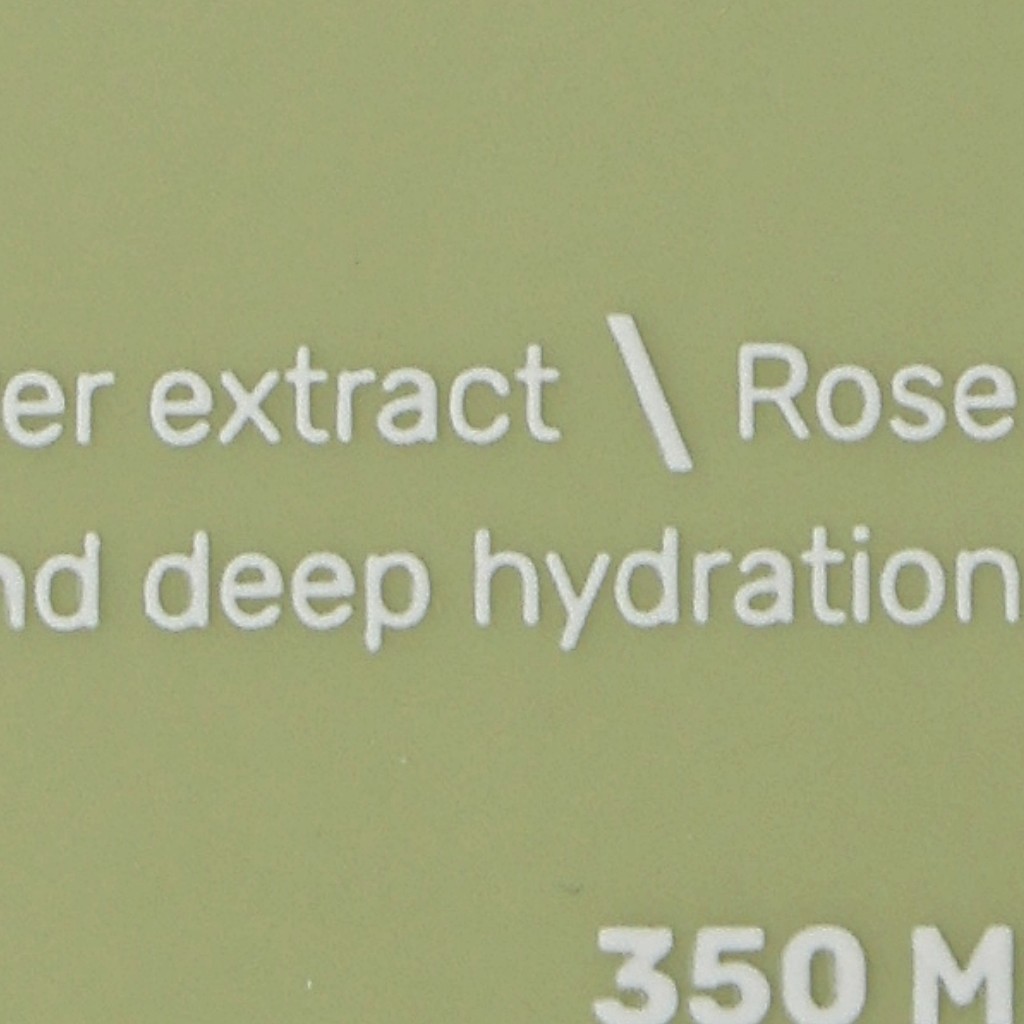 er extract \ Rose
nd deep hydration
350 M